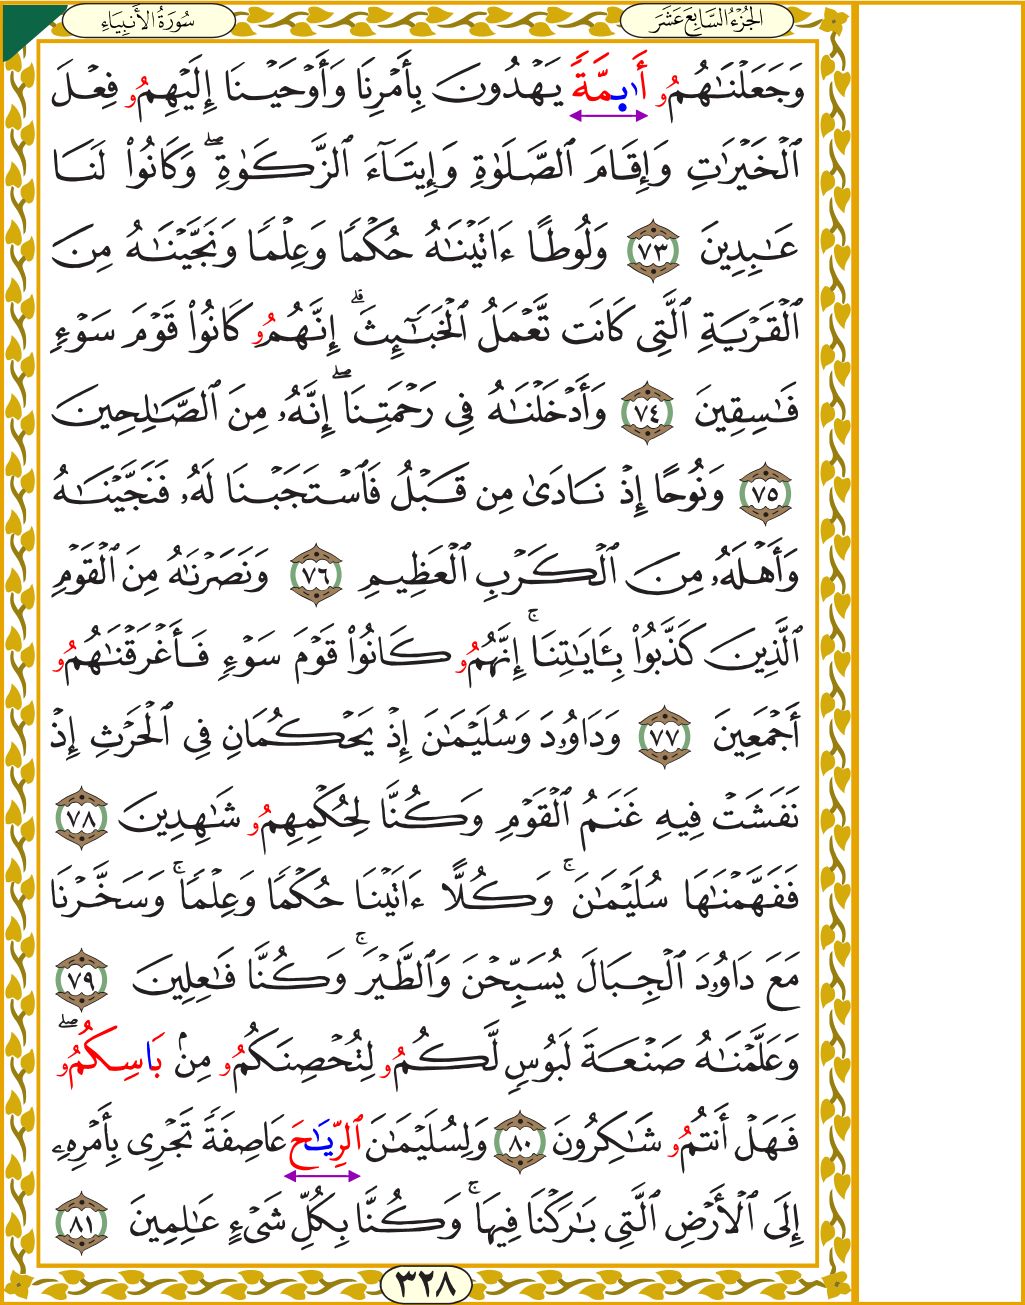 سُورَةُ الأَنبِيَاءِ
الجُزْءُ السَّابِعَ عَشَرَ
وَجَعَلْنَٰهُمُۥ أَىِٕمَّةً يَهْدُونَ بِأَمْرِنَا وَأَوْحَيْنَا إِلَيْهِمُۥ فِعْلَ
ٱلْخَيْرَٰتِ وَإِقَامَ ٱلصَّلَوٰةِ وَإِيتَآءَ ٱلزَّكَوٰةِۖ وَكَانُوا۟ لَنَا
عَٰبِدِينَ ٧٣ وَلُوطًا ءَاتَيْنَٰهُ حُكْمًا وَعِلْمًا وَنَجَّيْنَٰهُ مِنَ
ٱلْقَرْيَةِ ٱلَّتِى كَانَت تَّعْمَلُ ٱلْخَبَٰٓئِثَۗ إِنَّهُمُۥ كَانُوا۟ قَوْمَ سَوْءٍ
فَٰسِقِينَ ٧٤ وَأَدْخَلْنَٰهُ فِى رَحْمَتِنَاۖ إِنَّهُۥ مِنَ ٱلصَّٰلِحِينَ
٧٥ وَنُوحًا إِذْ نَادَىٰ مِن قَبْلُ فَٱسْتَجَبْنَا لَهُۥ فَنَجَّيْنَٰهُ
وَأَهْلَهُۥ مِنَ ٱلْكَرْبِ ٱلْعَظِيمِ ٧٦ وَنَصَرْنَٰهُ مِنَ ٱلْقَوْمِ
ٱلَّذِينَ كَذَّبُوا۟ بِـَٔايَٰتِنَاۚ إِنَّهُمُۥ كَانُوا۟ قَوْمَ سَوْءٍ فَأَغْرَقْنَٰهُمُۥ
أَجْمَعِينَ ٧٧ وَدَاوُۥدَ وَسُلَيْمَٰنَ إِذْ يَحْكُمَانِ فِى ٱلْحَرْثِ إِذْ
نَفَشَتْ فِيهِ غَنَمُ ٱلْقَوْمِ وَكُنَّا لِحُكْمِهِمُۥ شَٰهِدِينَ ٧٨
فَفَهَّمْنَٰهَا سُلَيْمَٰنَۚ وَكُلًّا ءَاتَيْنَا حُكْمًا وَعِلْمًاۚ وَسَخَّرْنَا
مَعَ دَاوُۥدَ ٱلْجِبَالَ يُسَبِّحْنَ وَٱلطَّيْرَۚ وَكُنَّا فَٰعِلِينَ ٧٩
وَعَلَّمْنَٰهُ صَنْعَةَ لَبُوسٍ لَّكُمُۥ لِتُحْصِنَكُمُۥ مِنۢ بَاسِكُمُۥۖ
فَهَلْ أَنتُمُۥ شَٰكِرُونَ ٨٠ وَلِسُلَيْمَٰنَ ٱلرِّيَٰحَ عَاصِفَةً تَجْرِى بِأَمْرِهِۦ
إِلَى ٱلْأَرْضِ ٱلَّتِى بَٰرَكْنَا فِيهَاۚ وَكُنَّا بِكُلِّ شَىْءٍ عَٰلِمِينَ ٨١
٣٢٨